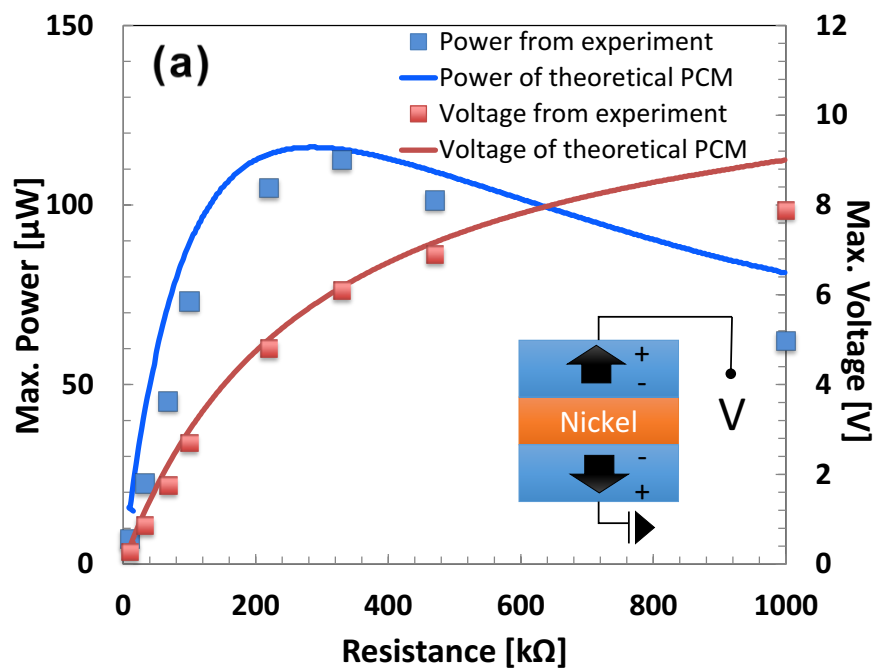 (a)
Power from experiment
Power of theoretical PCM
Voltage from experiment
Voltage of theoretical PCM
Max. Power [µW]
150
100
50
0
12
10
8
6
4
2
0
Max. Voltage [V]
+
-
Nickel
-
+
V
0 200 400 600 800 1000
Resistance [kΩ]